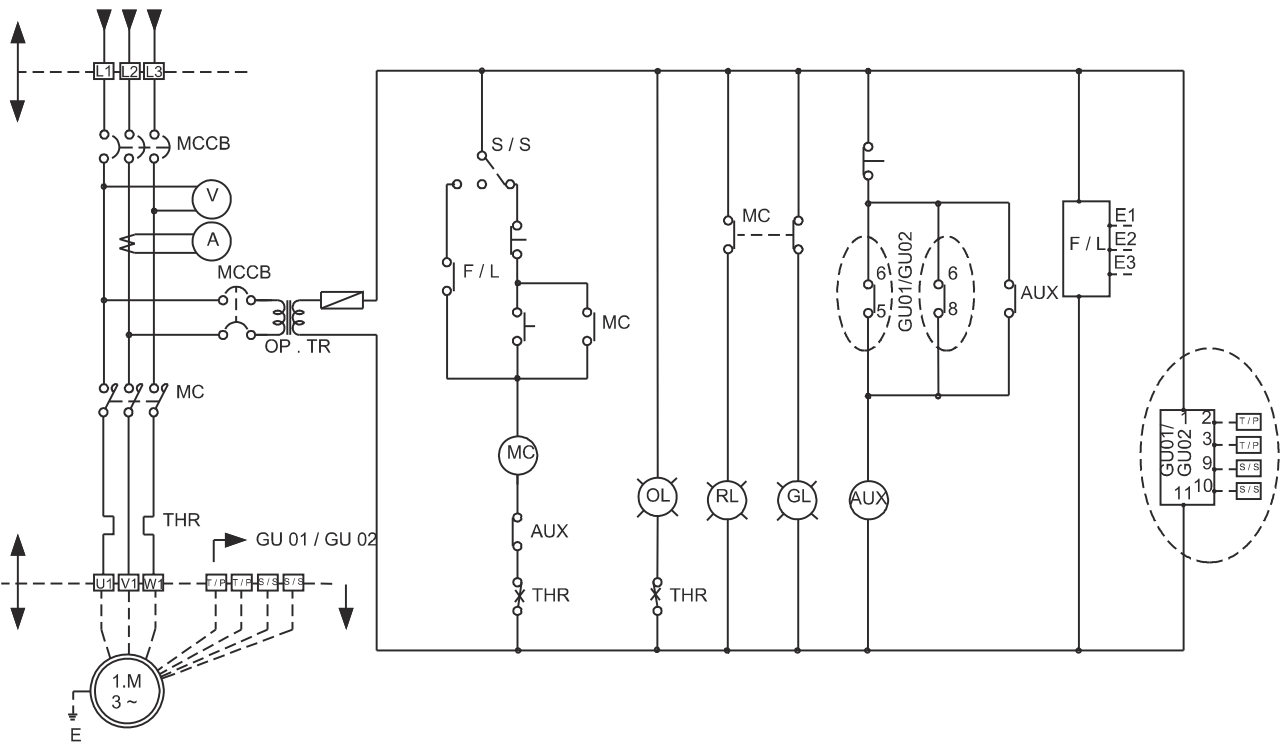 L1 L2 L3
MCCB
V
A
MCCB
OP . TR
MC
THR
GU 01 / GU 02
U1 V1 W1 T / P T / P S / S S / S
1.M
3 ~
E
S / S
F / L
MC
MC
AUX
THR
OL
THR
MC
RL
GL
6
5
GU01/GU02
6
8
AUX
AUX
F / L
E1
E2
E3
GU01/
GU02
1
2 T / P
3 T / P
9 S / S
10 S / S
11